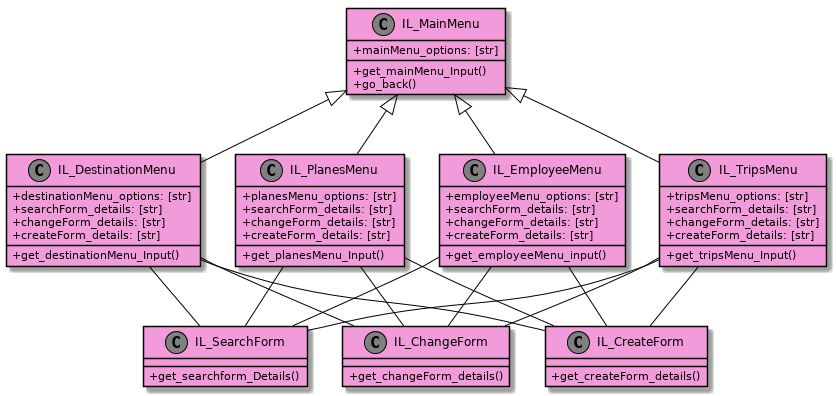 C IL_MainMenu
+mainMenu_options: [str]
+get_mainMenu_Input()
+go_back()
C IL_DestinationMenu
+destinationMenu_options: [str]
+searchForm_details: [str]
+changeForm_details: [str]
+createForm_details: [str]
+get_destinationMenu_Input()
C IL_PlanesMenu
+planesMenu_options: [str]
+searchForm_details: [str]
+changeForm_details: [str]
+createForm_details: [str]
+get_planesMenu_Input()
C IL_EmployeeMenu
+employeeMenu_options: [str]
+searchForm_details: [str]
+changeForm_details: [str]
+createForm_details: [str]
+get_employeeMenu_input()
C IL_TripsMenu
+tripsMenu_options: [str]
+searchForm_details: [str]
+changeForm_details: [str]
+createForm_details: [str]
+get_tripsMenu_Input()
C IL_SearchForm
+get_searchform_Details()
C IL_ChangeForm
+get_changeForm_details()
C IL_CreateForm
+get_createForm_details()